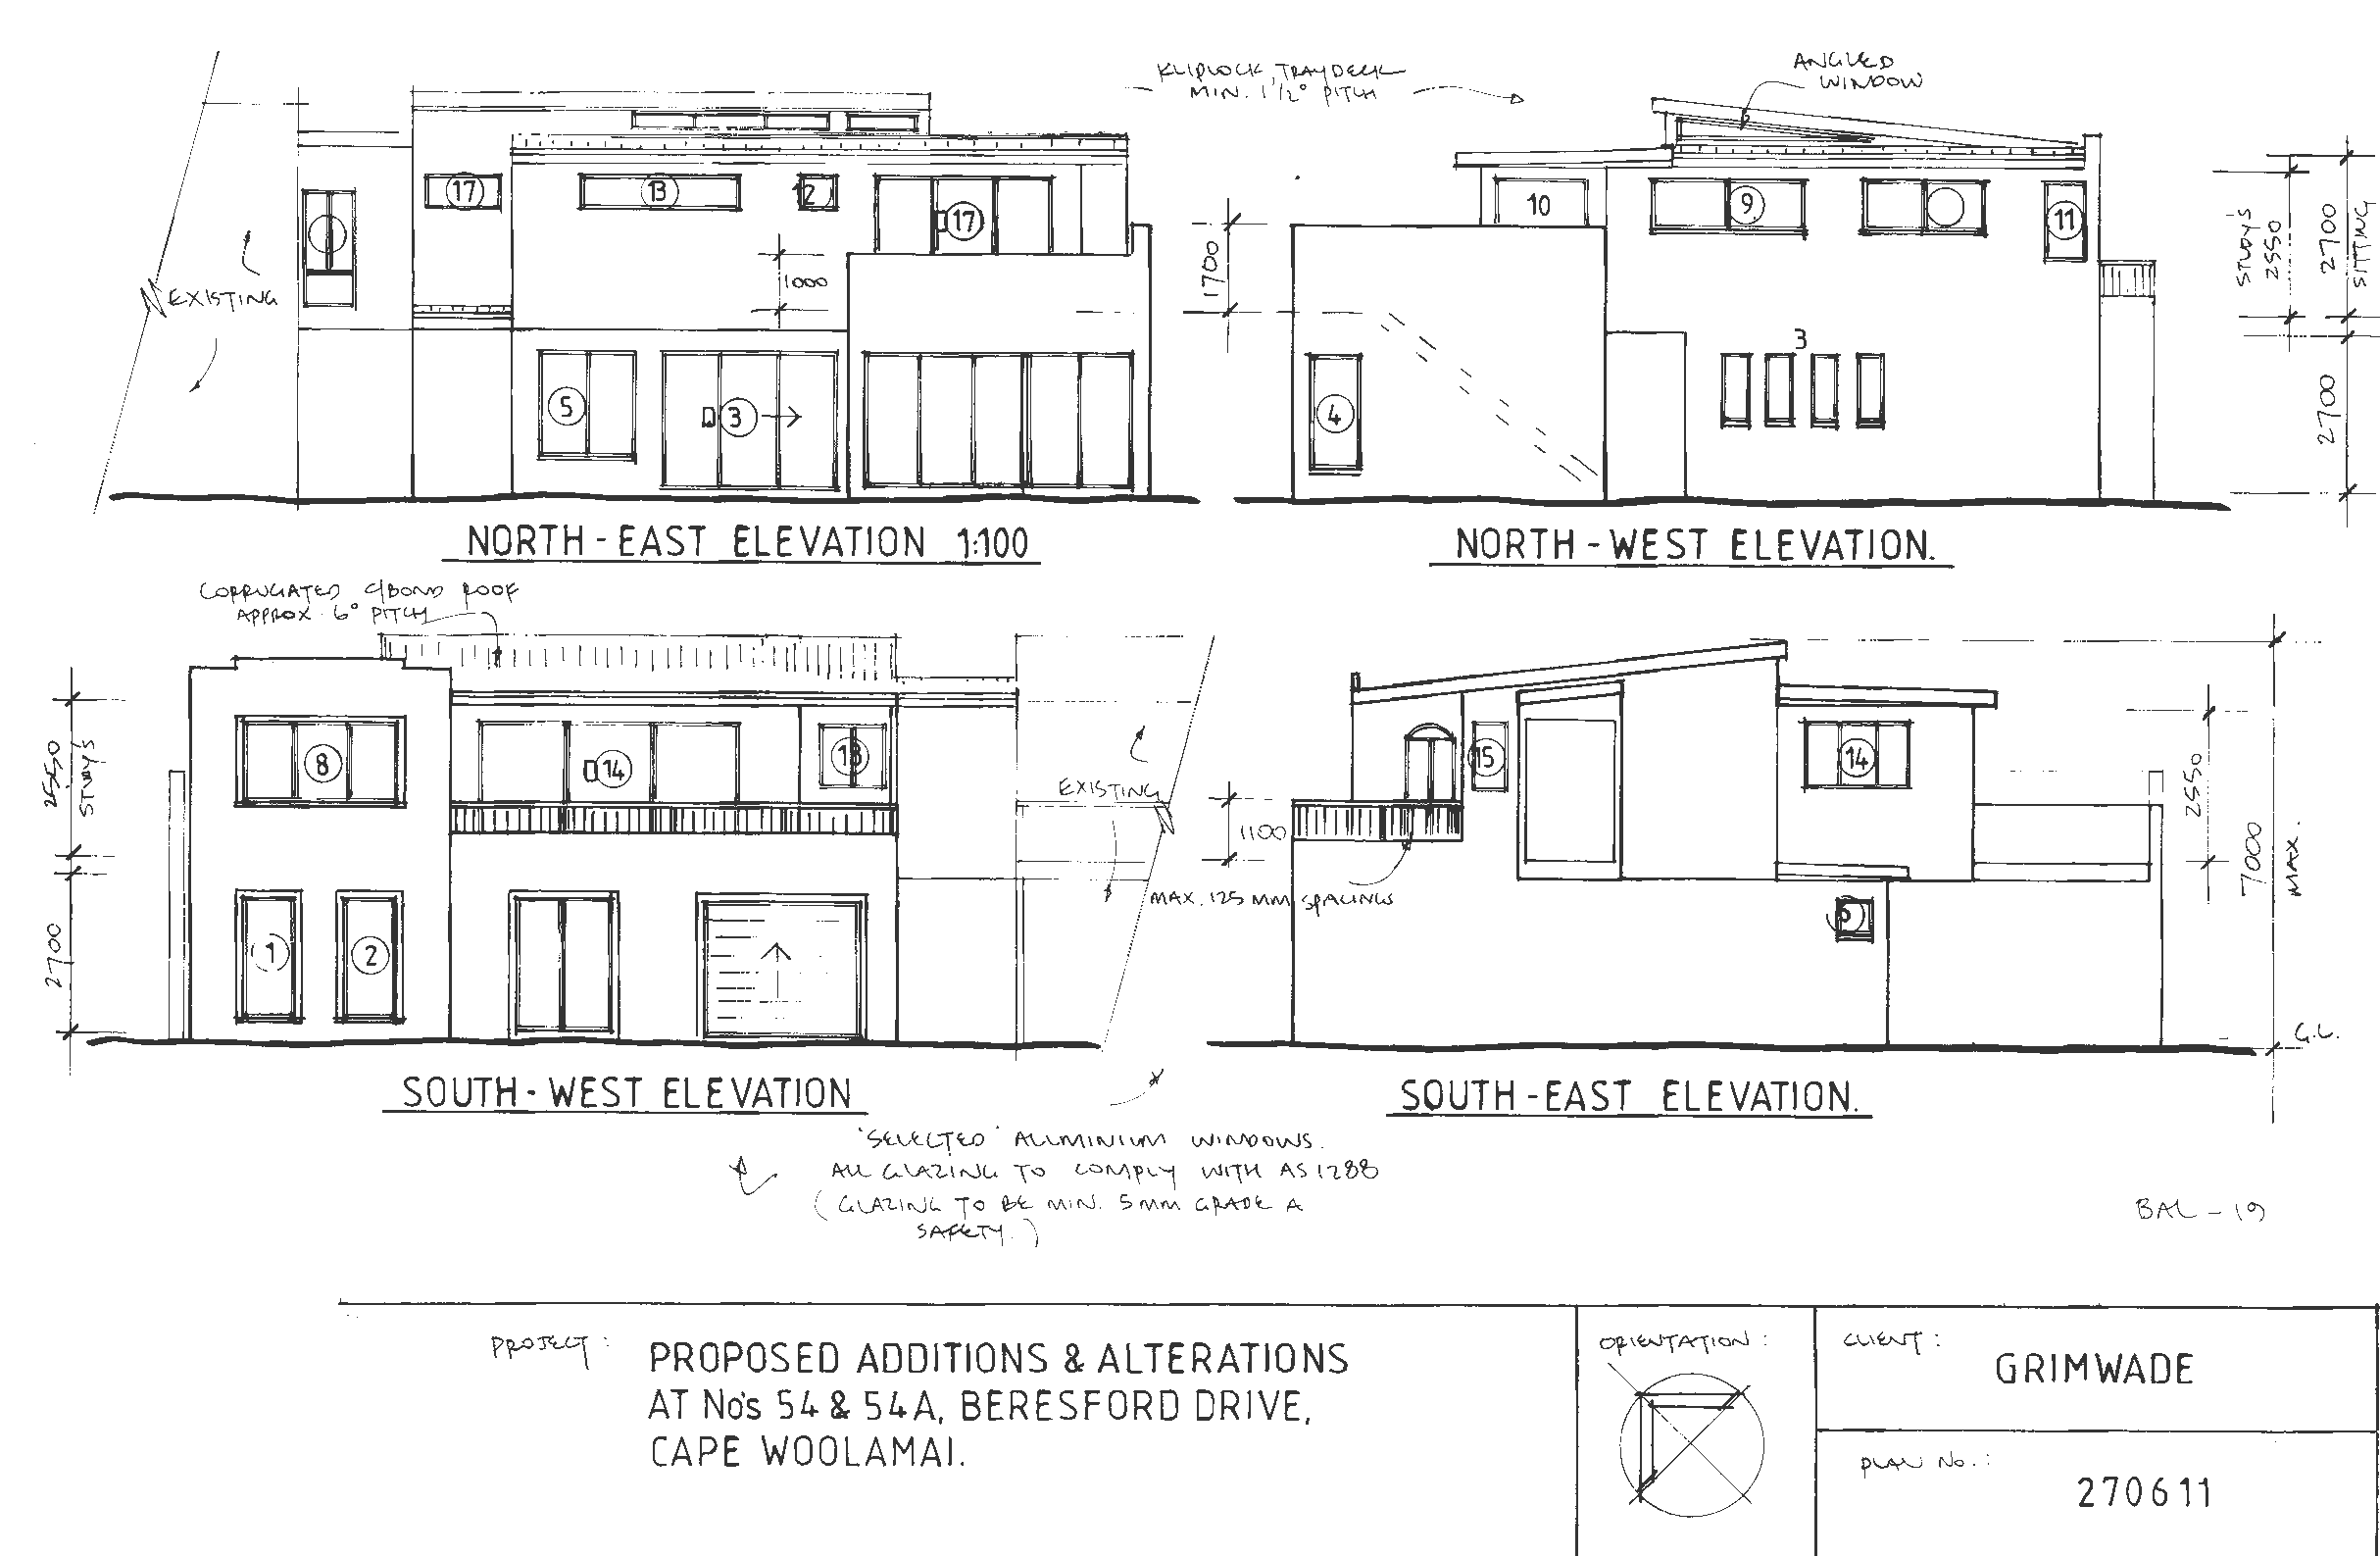 KLIPLOCK, TRAYDECK
MIN. 1 1/2° PITCH
ANGLED
WINDOW
17
13
12
17
EXISTING
1000
5
3
10
9
11
1700
3
4
STUDY'S
2550
2700
SITTING
2700
NORTH - EAST ELEVATION 1:100
NORTH - WEST ELEVATION.
CORRUGATED C/BOND ROOF
APPROX. 6° PITCH
2550
STUDY'S
8
14
13
EXISTING
2700
1
2
15
14
1100
MAX. 125 MM SPACINGS
6
2550
7000
MAX.
G.L.
SOUTH - WEST ELEVATION
SOUTH - EAST ELEVATION.
'SELECTED' ALUMINIUM WINDOWS.
ALL GLAZING TO COMPLY WITH AS 1288
(GLAZING TO BE MIN. 5MM GRADE A
SAFETY.)
BAL - 19
PROJECT:
PROPOSED ADDITIONS & ALTERATIONS
AT No's 54 & 54A, BERESFORD DRIVE,
CAPE WOOLAMAI.
ORIENTATION:
CLIENT:
GRIMWADE
PLAN No.:
270611